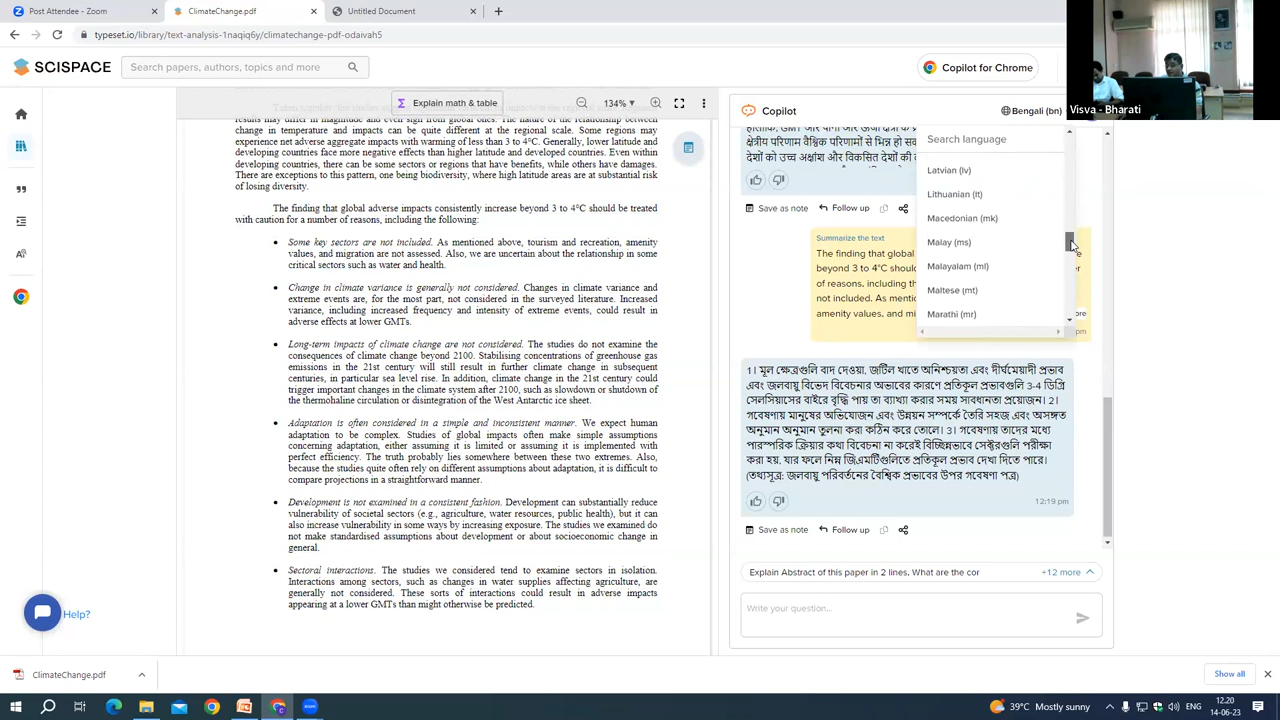 Post Attendee - Zoom
ClimateChange.pdf
Untitled Document
typeset.io/library/text-analysis-1naqiq6y/climatechange-pdf-odaivah5
SCISPACE
Search papers, authors, topics and more
Copilot for Chrome
Visva - Bharati
Explain math & table
134%
results may differ in magnitude and even sign from global ones. The nature of the relationship between
change in temperature and impacts can be quite different at the regional scale. Some regions may
experience net adverse aggregate impacts with warming of less than 3 to 4°C. Generally, lower latitude and
developing countries face more negative effects than higher latitude and developed countries. Even within
developing countries, there can be some sectors or regions that have benefits, while others have damages.
There are exceptions to this pattern, one being biodiversity, where high latitude areas are at substantial risk
of losing diversity.
The finding that global adverse impacts consistently increase beyond 3 to 4°C should be treated
with caution for a number of reasons, including the following:
• Some key sectors are not included. As mentioned above, tourism and recreation, amenity
values, and migration are not assessed. Also, we are uncertain about the relationship in some
critical sectors such as water and health.
• Change in climate variance is generally not considered. Changes in climate variance and
extreme events are, for the most part, not considered in the surveyed literature. Increased
variance, including increased frequency and intensity of extreme events, could result in
adverse effects at lower GMTs.
• Long-term impacts of climate change are not considered. The studies do not examine the
consequences of climate change beyond 2100. Stabilising concentrations of greenhouse gas
emissions in the 21st century will still result in further climate change in subsequent
centuries, in particular sea level rise. In addition, climate change in the 21st century could
trigger important changes in the climate system after 2100, such as slowdown or shutdown of
the thermohaline circulation or disintegration of the West Antarctic ice sheet.
• Adaptation is often considered in a simple and inconsistent manner. We expect human
adaptation to be complex. Studies of global impacts often make simple assumptions
concerning adaptation, either assuming it is limited or assuming it is implemented with
perfect efficiency. The truth probably lies somewhere between these two extremes. Also,
because the studies quite often rely on different assumptions about adaptation, it is difficult to
compare projections in a straightforward manner.
• Development is not examined in a consistent fashion. Development can substantially reduce
vulnerability of societal sectors (e.g., agriculture, water resources, public health), but it can
also increase vulnerability in some ways by increasing exposure. The studies we examined do
not make standardised assumptions about development or about socioeconomic change in
general.
• Sectoral interactions. The studies we considered tend to examine sectors in isolation.
Interactions among sectors, such as changes in water supplies affecting agriculture, are
generally not considered. These sorts of interactions could result in adverse impacts
appearing at a lower GMTs than might otherwise be predicted.
Copilot
Bengali (bn)
क्षेत्रीय परिणाम वैश्विक परिणामों से भिन्न हो
देशों को उच्च अक्षांश और विकसित देशों की
Save as note
Follow up
Search language
Latvian (lv)
Lithuanian (lt)
Macedonian (mk)
Malay (ms)
Malayalam (ml)
Maltese (mt)
Marathi (mr)
Summarize the text
The finding that global
beyond 3 to 4°C
of reasons, including the
not included. As
amenity values, and
pm
1। মূল ক্ষেত্রগুলি বাদ দেওয়া, জটিল খাতে অনিশ্চয়তা এবং দীর্ঘমেয়াদী প্রভাব
এবং জলবায়ু বিভেদ বিবেচনার অভাবের কারণে প্রতিকূল প্রভাবগুলি 3-4 ডিগ্রি
সেলসিয়াসের বাইরে বৃদ্ধি পায় তা ব্যাখ্যা করার সময় সাবধানতা প্রয়োজন। 2।
গবেষণায় মানুষের অভিযোজন এবং উন্নয়ন সম্পর্কে তৈরি সহজ এবং অসঙ্গত
অনুমান অনুমান তুলনা করা কঠিন করে তোলে। 3। গবেষণায় তাদের মধ্যে
পারস্পরিক ক্রিয়ার কথা বিবেচনা না করেই বিচ্ছিন্নভাবে সেক্টরগুলি পরীক্ষা
করা হয়, যার ফলে নিম্ন জিএমটিগুলিতে প্রতিকূল প্রভাব দেখা দিতে পারে।
(তথ্যসূত্র: জলবায়ু পরিবর্তনের বৈশ্বিক প্রভাবের উপর গবেষণা পত্র)
12:19 pm
Save as note
Follow up
Explain Abstract of this paper in 2 lines, What are the cor
+12 more
Write your question...
Help?
ClimateChange.pdf
Show all
39°C Mostly sunny
ENG
12.20
14-06-23